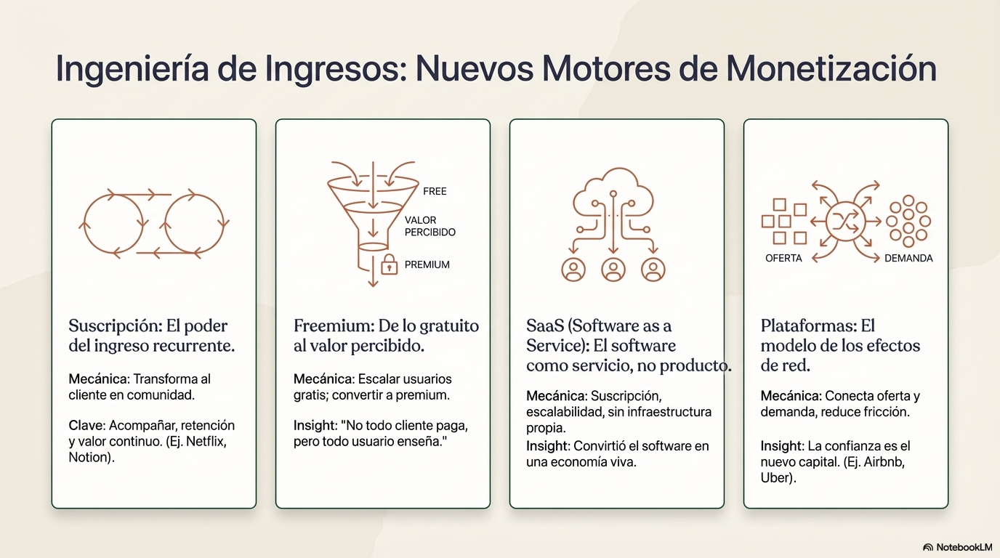 Ingeniería de Ingresos: Nuevos Motores de Monetización
Suscripción: El poder
del ingreso recurrente.
Mecánica: Transforma al
cliente en comunidad.
Clave: Acompañar, retención
y valor continuo. (Ej. Netflix,
Notion).
FREE
VALOR
PERCIBIDO
PREMIUM
Freemium: De lo gratuito
al valor percibido.
Mecánica: Escalar usuarios
gratis; convertir a premium.
Insight: "No todo cliente paga,
pero todo usuario enseña."
SaaS (Software as a
Service): El software
como servicio, no producto.
Mecánica: Suscripción,
escalabilidad, sin infraestructura
propia.
Insight: Convirtió el software en
una economía viva.
OFERTA
DEMANDA
Plataformas: El
modelo de los efectos
de red.
Mecánica: Conecta oferta y
demanda, reduce fricción.
Insight: La confianza es el
nuevo capital. (Ej. Airbnb,
Uber).
NotebookLM